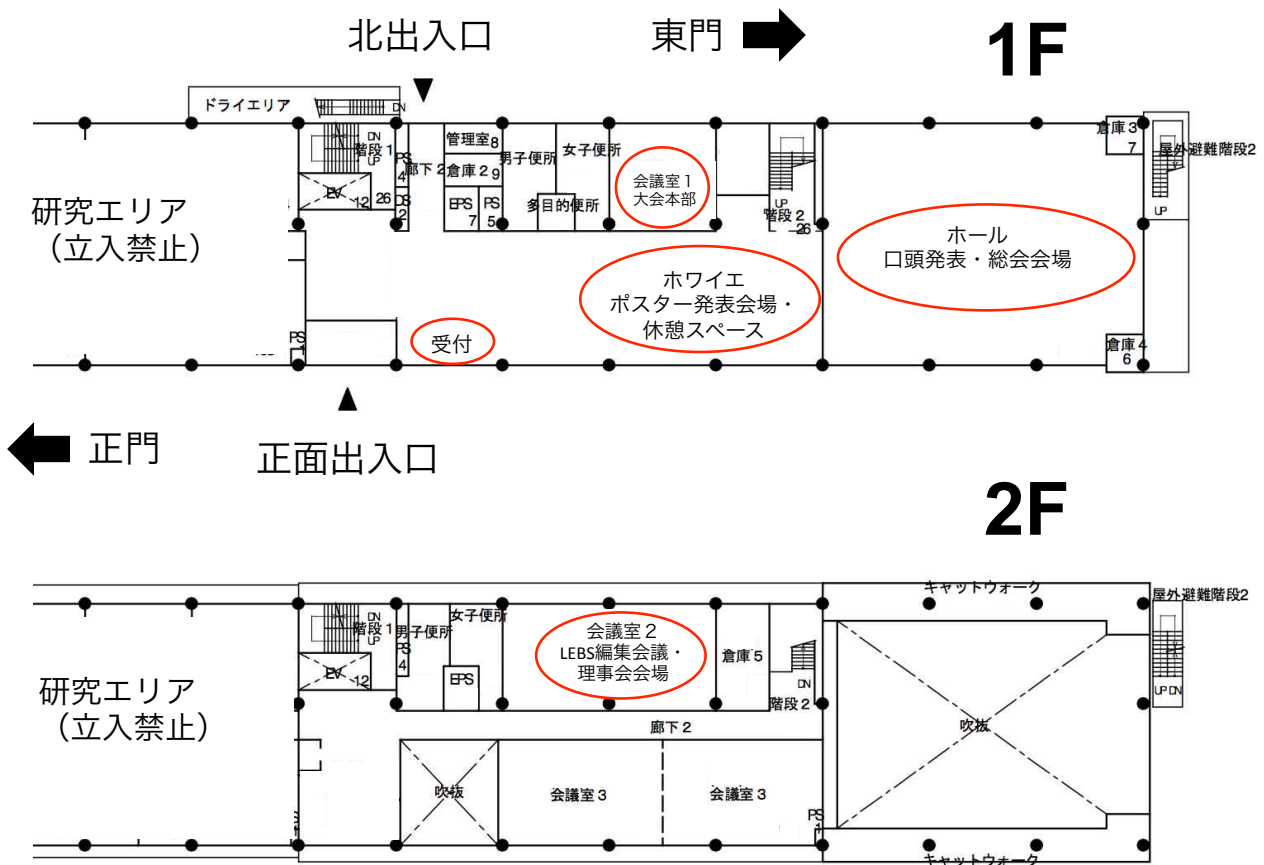 北出入口
東門
1F
ドライエリア
DN
階段1
DN
UP
PS
4
DS
2
EV
12
26
廊下2
管理室8
倉庫2 9
EPS
7
PS
5
男子便所
女子便所
多目的便所
会議室1
大会本部
UP
階段2
26
倉庫3
7
屋外避難階段2
UP
研究エリア
（立入禁止）
ホワイエ
ポスター発表会場・
休憩スペース
ホール
口頭発表・総会会場
受付
PS
1
倉庫4
6
正門
正面出入口
2F
キャットウォーク
屋外避難階段2
階段1
DN
UP
男子便所
PS
4
女子便所
EV
12
EPS
会議室2
LEBS編集会議・
理事会会場
倉庫5
DN
階段2
UP DN
研究エリア
（立入禁止）
廊下2
吹抜
吹抜
会議室3
会議室3
PS
1
キャットウォーク